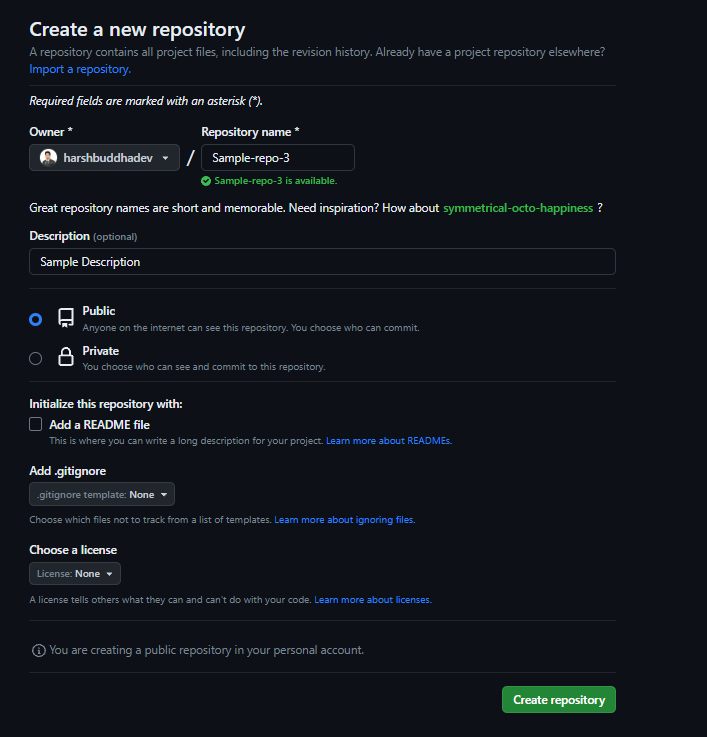 Create a new repository
A repository contains all project files, including the revision history. Already have a project repository elsewhere?
Import a repository.
Required fields are marked with an asterisk (*).
Owner * Repository name *
harshbuddhadev / Sample-repo-3
Sample-repo-3 is available.
Great repository names are short and memorable. Need inspiration? How about symmetrical-octo-happiness ?
Description (optional)
Sample Description
Public
Anyone on the internet can see this repository. You choose who can commit.
Private
You choose who can see and commit to this repository.
Initialize this repository with:
Add a README file
This is where you can write a long description for your project. Learn more about READMEs.
Add .gitignore
.gitignore template: None
Choose which files not to track from a list of templates. Learn more about ignoring files.
Choose a license
License: None
A license tells others what they can and can't do with your code. Learn more about licenses.
You are creating a public repository in your personal account.
Create repository